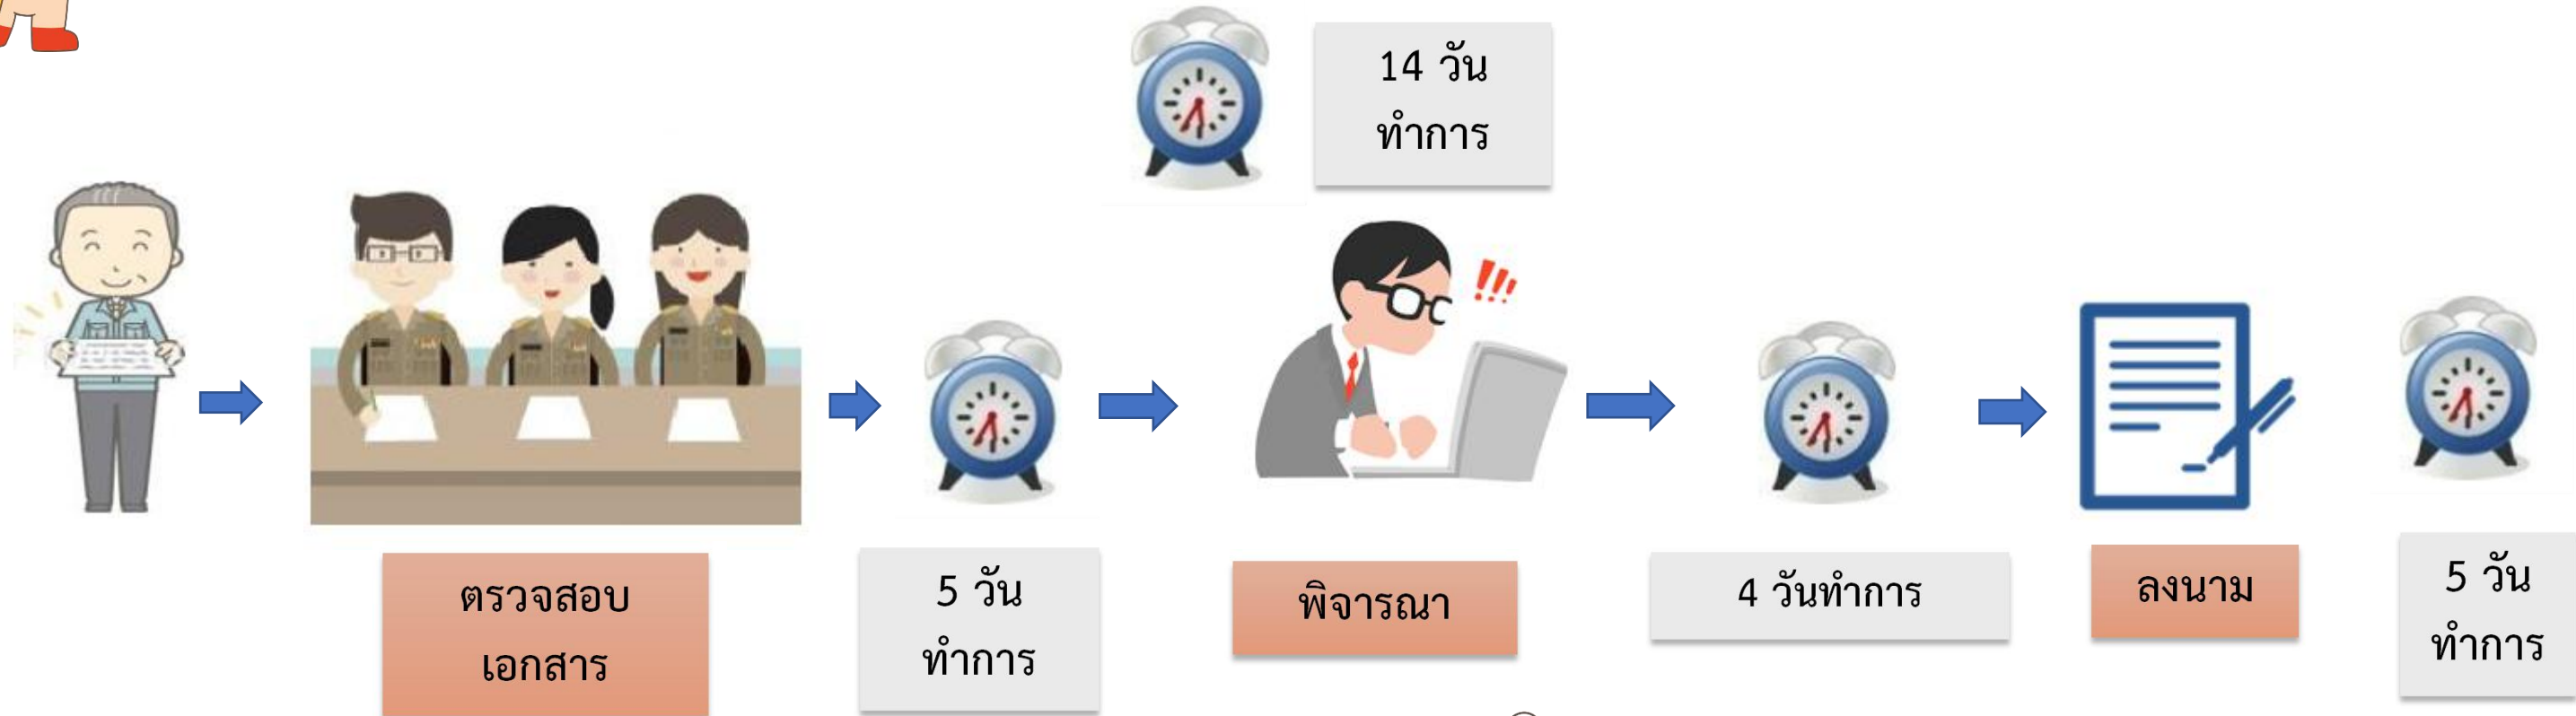 14 วัน
ทำการ
ตรวจสอบ
เอกสาร
5 วัน
ทำการ
พิจารณา
4 วันทำการ
ลงนาม
5 วัน
ทำการ